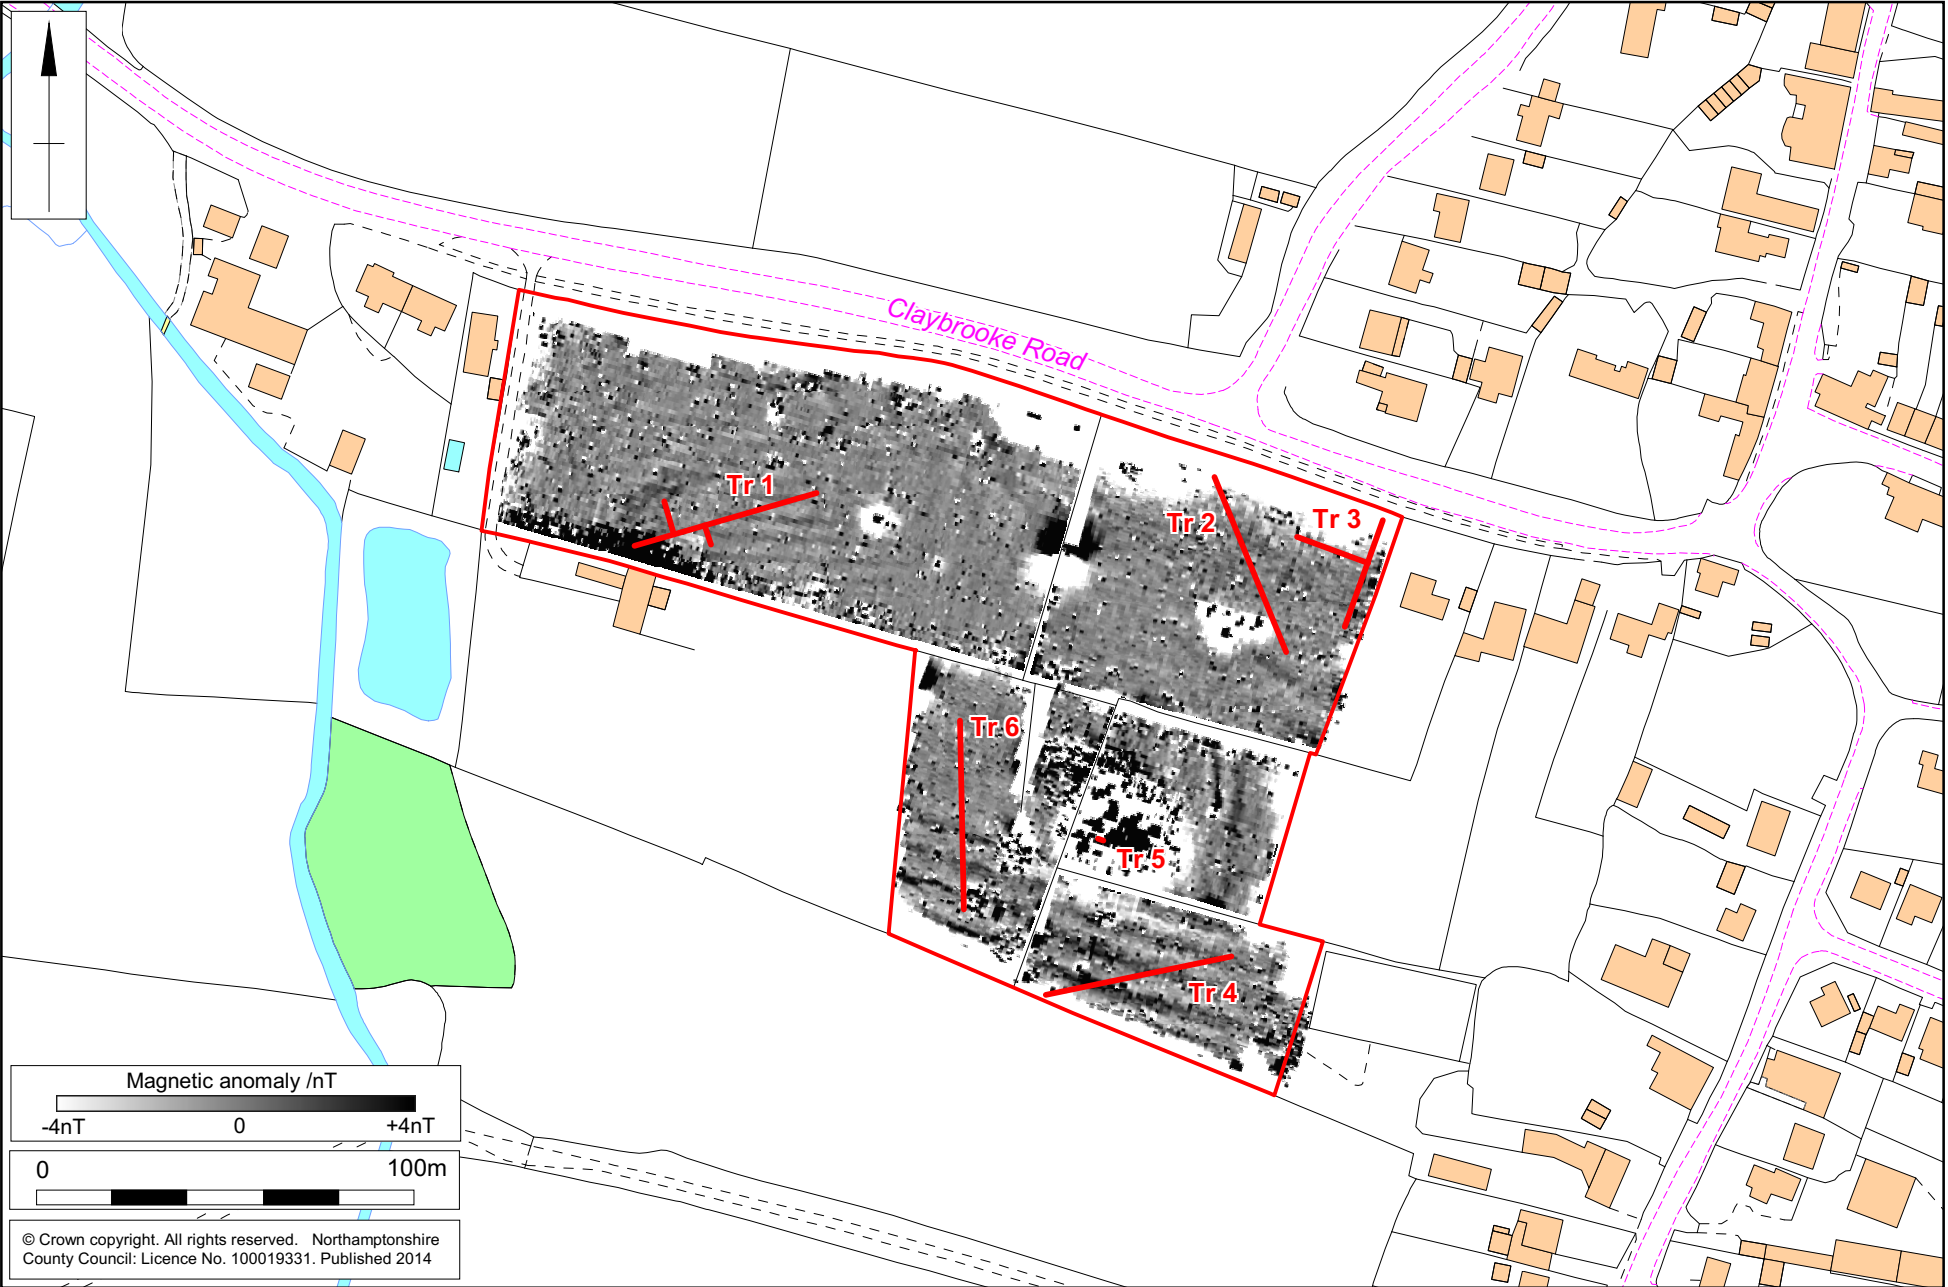 Claybrooke Road
Tr 1
Tr 2
Tr 3
Tr 6
Tr 5
Tr 4
Magnetic anomaly /nT
-4nT 0 +4nT
0 100m
© Crown copyright. All rights reserved. Northamptonshire
County Council: Licence No. 100019331. Published 2014